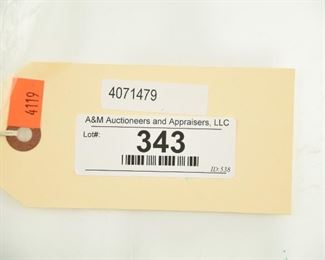 4119
4071479
A&M Auctioneers and Appraisers, LLC
Lot#:
343
ID:538